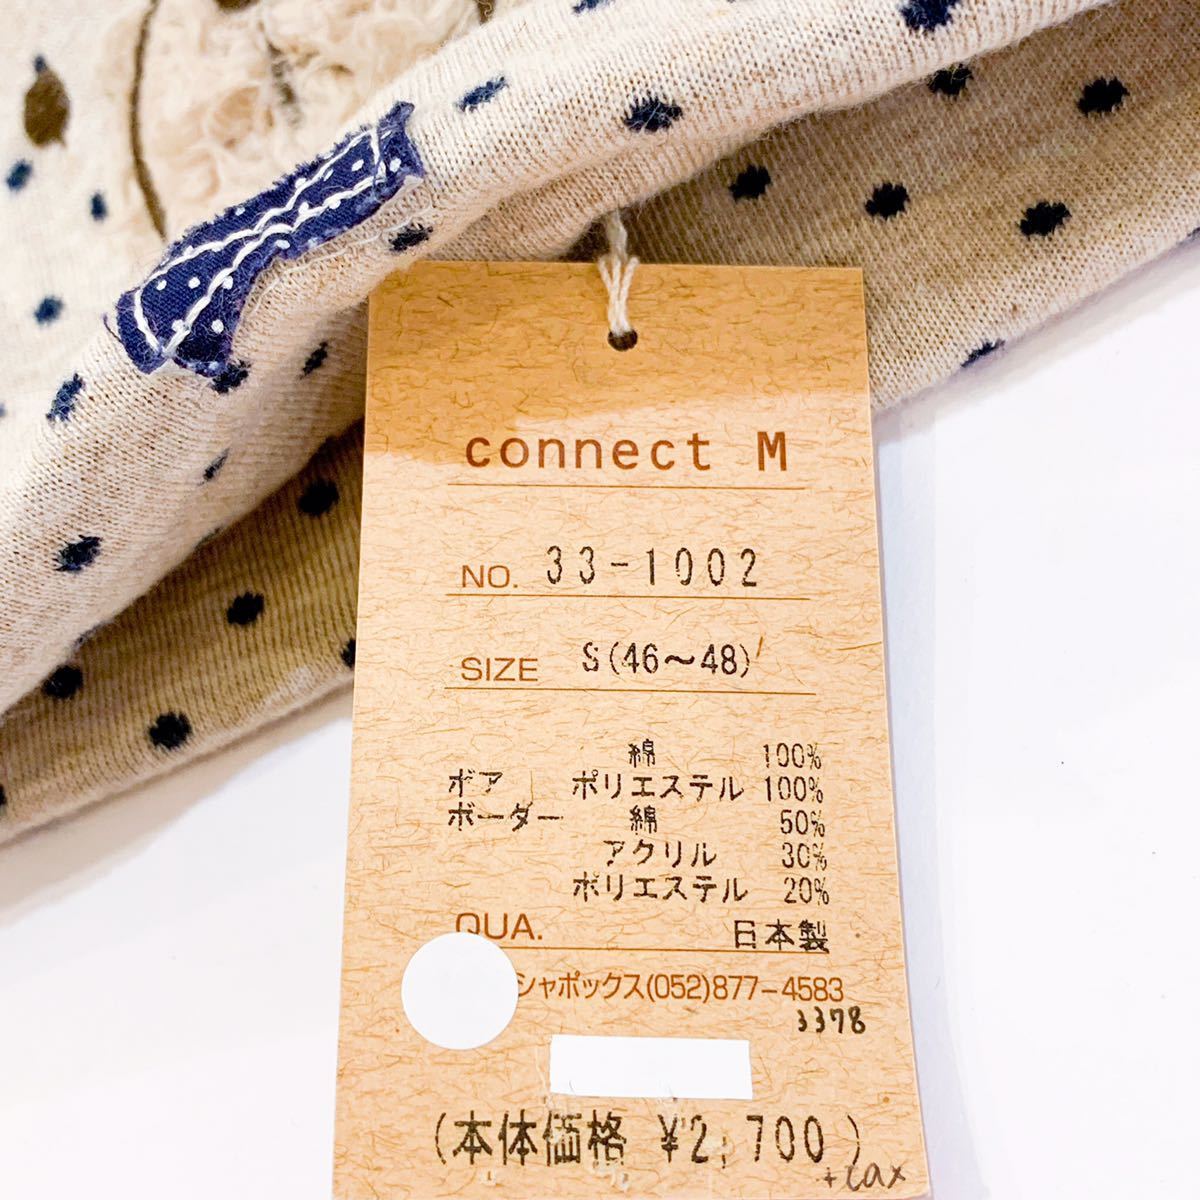 connect M
NO. 33-1002
SIZE S(46～48)
綿 100%
ボア ポリエステル 100%
ボーダー 綿 50%
アクリル 30%
ポリエステル 20%
QUA. 日本製
シャポックス(052)877-4583
3378
(本体価格 ¥2,700)
+tax